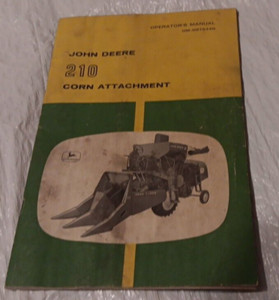 OPERATOR'S MANUAL
JOHN DEERE
210
CORN ATTACHMENT